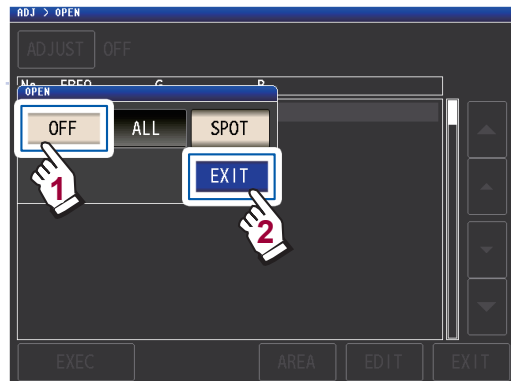 ADJ > OPEN
ADJUST OFF
No. FREQ G B
OPEN
OFF ALL SPOT
EXIT
1
2
EXEC AREA EDIT EXIT